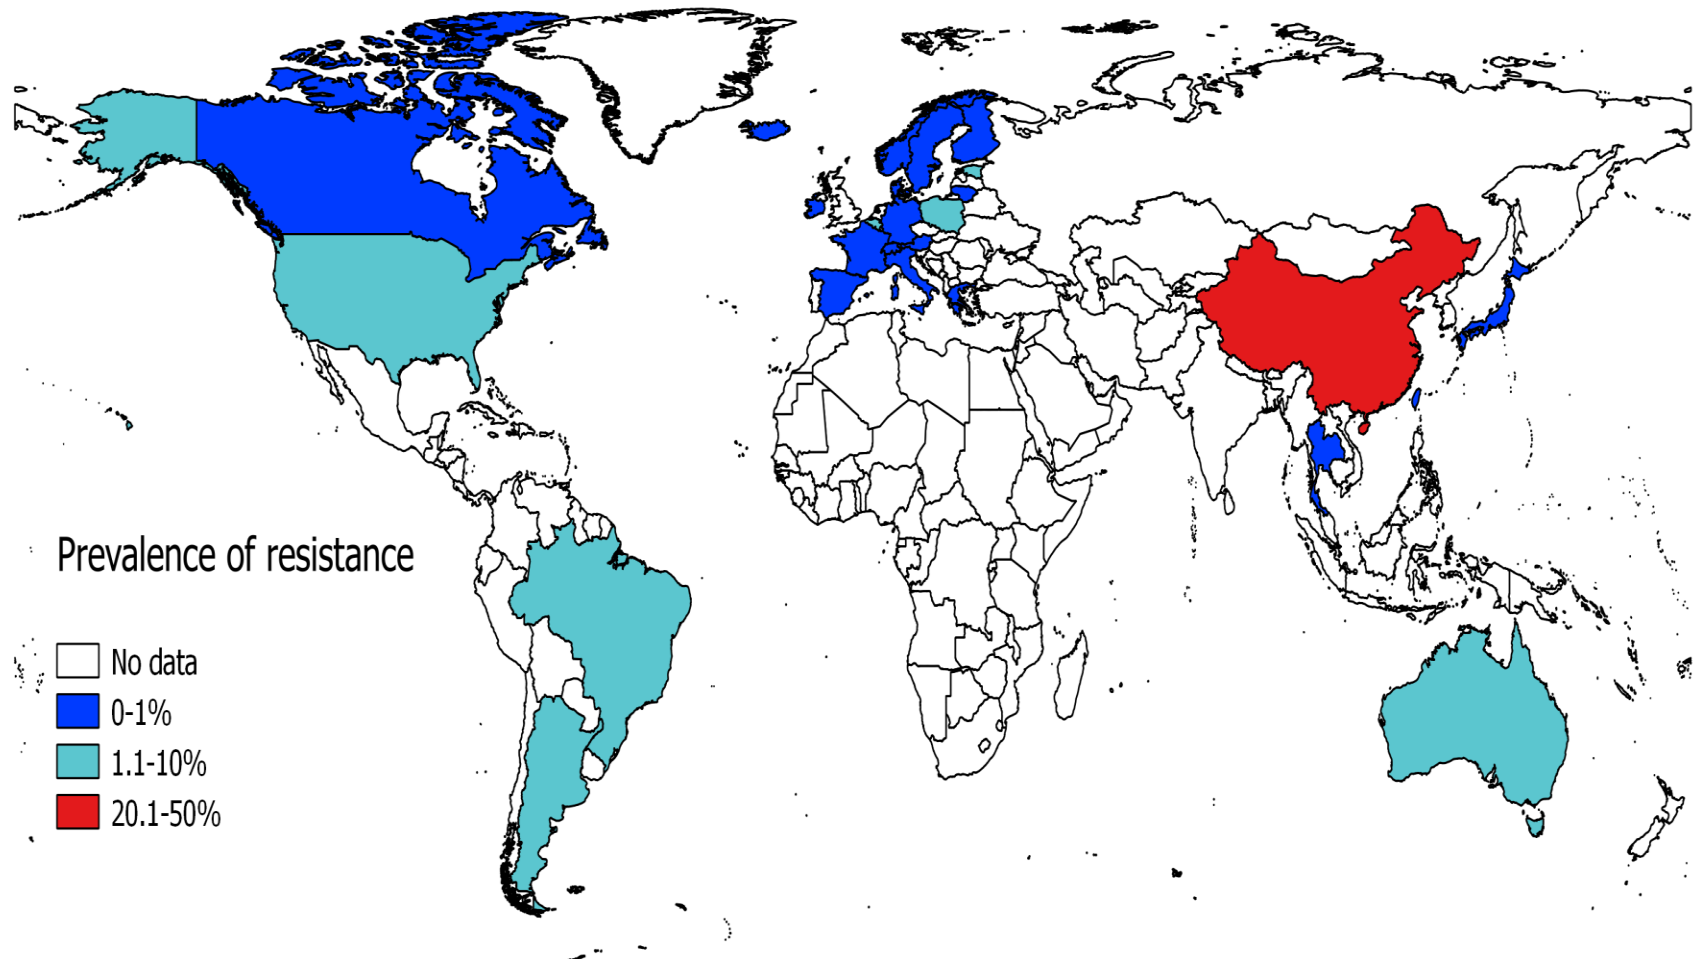 Prevalence of resistance
No data
0-1%
1.1-10%
20.1-50%